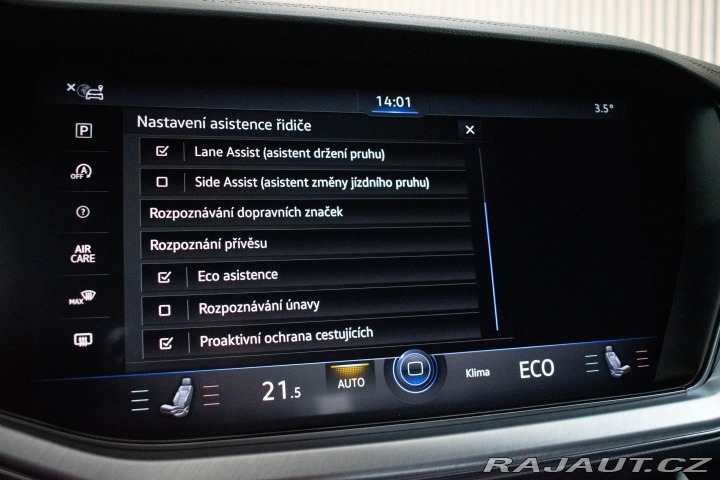 14:01
3.5°
Nastavení asistence řidiče
P
Lane Assist (asistent držení pruhu)
A
OFF
Side Assist (asistent změny jízdního pruhu)
?
Rozpoznávání dopravních značek
AIR
CARE
Rozpoznání přívěsu
Eco asistence
MAX
Rozpoznávání únavy
Proaktivní ochrana cestujících
21.5
AUTO
Klima
ECO
RAJAUT.CZ